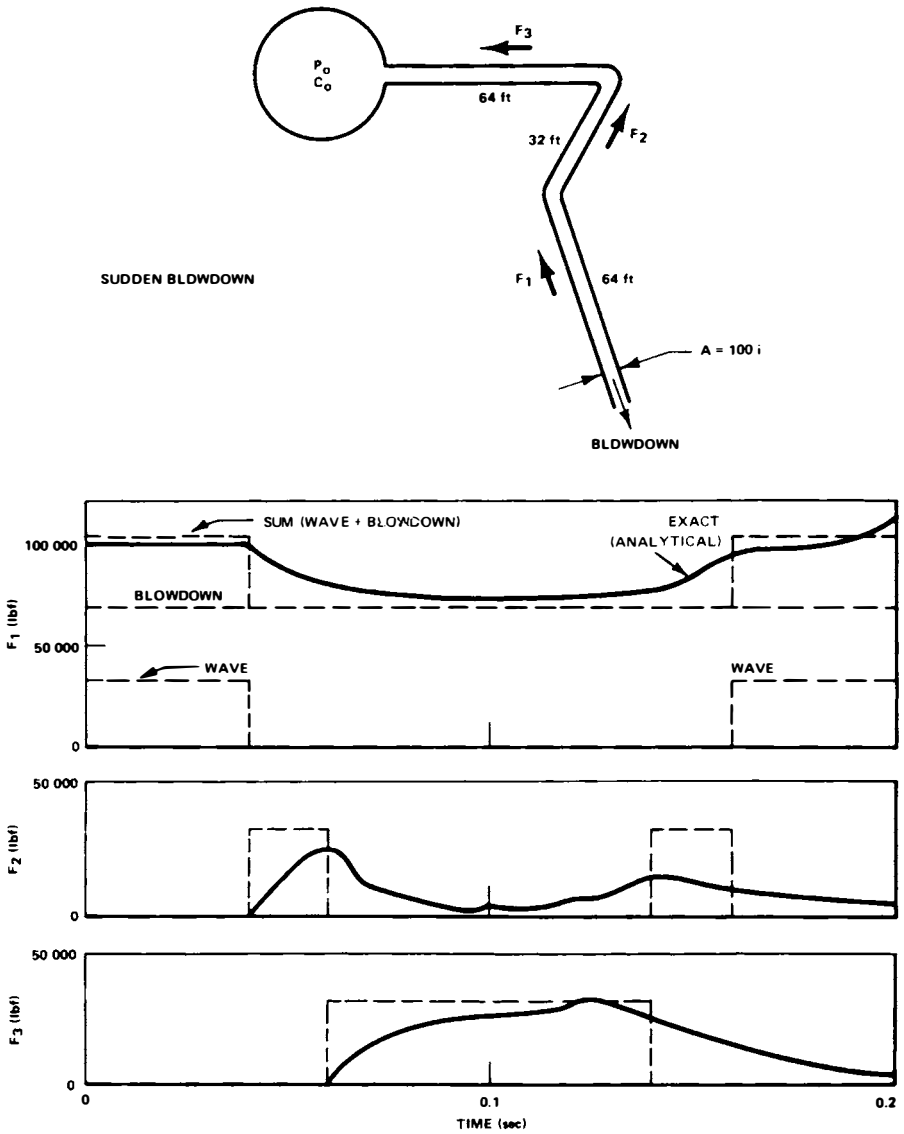 F3
Po
Co
64 ft
32 ft
F2
SUDDEN BLDWDOWN
F1
64 ft
A = 100 i
BLDWDOWN
SUM (WAVE + BLOWDOWN)
EXACT
(ANALYTICAL)
100 000
BLOWDOWN
F1 (lbf)
50 000
WAVE
WAVE
0
50 000
F2 (lbf)
0
50 000
F3 (lbf)
0
0
0.1
0.2
TIME (sec)